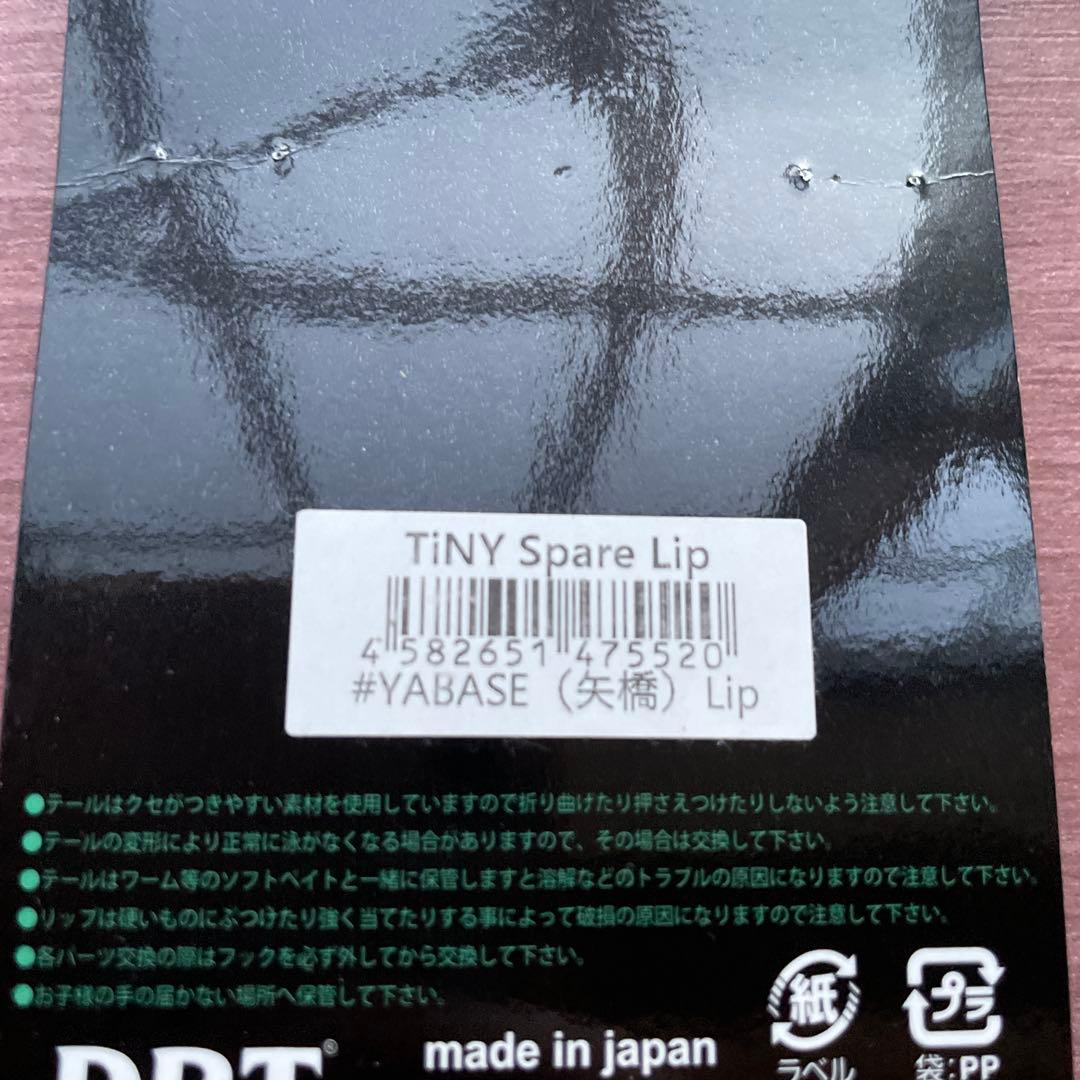 TiNY Spare Lip
4 582651 475520
#YABASE（矢橋）Lip
●テールはクセがつきやすい素材を使用していますので折り曲げたり押さえつけたりしないよう注意して下さい。
●テールの変形により正常に泳がなくなる場合がありますので、その場合は交換して下さい。
●テールはワーム等のソフトベイトと一緒に保管しますと溶解などのトラブルの原因になりますので注意して下さい。
●リップは硬いものにぶつけたり強く当てたりする事によって破損の原因になりますので注意して下さい。
●各パーツ交換の際はフックを必ず外してから交換して下さい。
●お子様の手の届かない場所へ保管して下さい。
紙
プラ
ラベル
袋:PP
made in japan
®